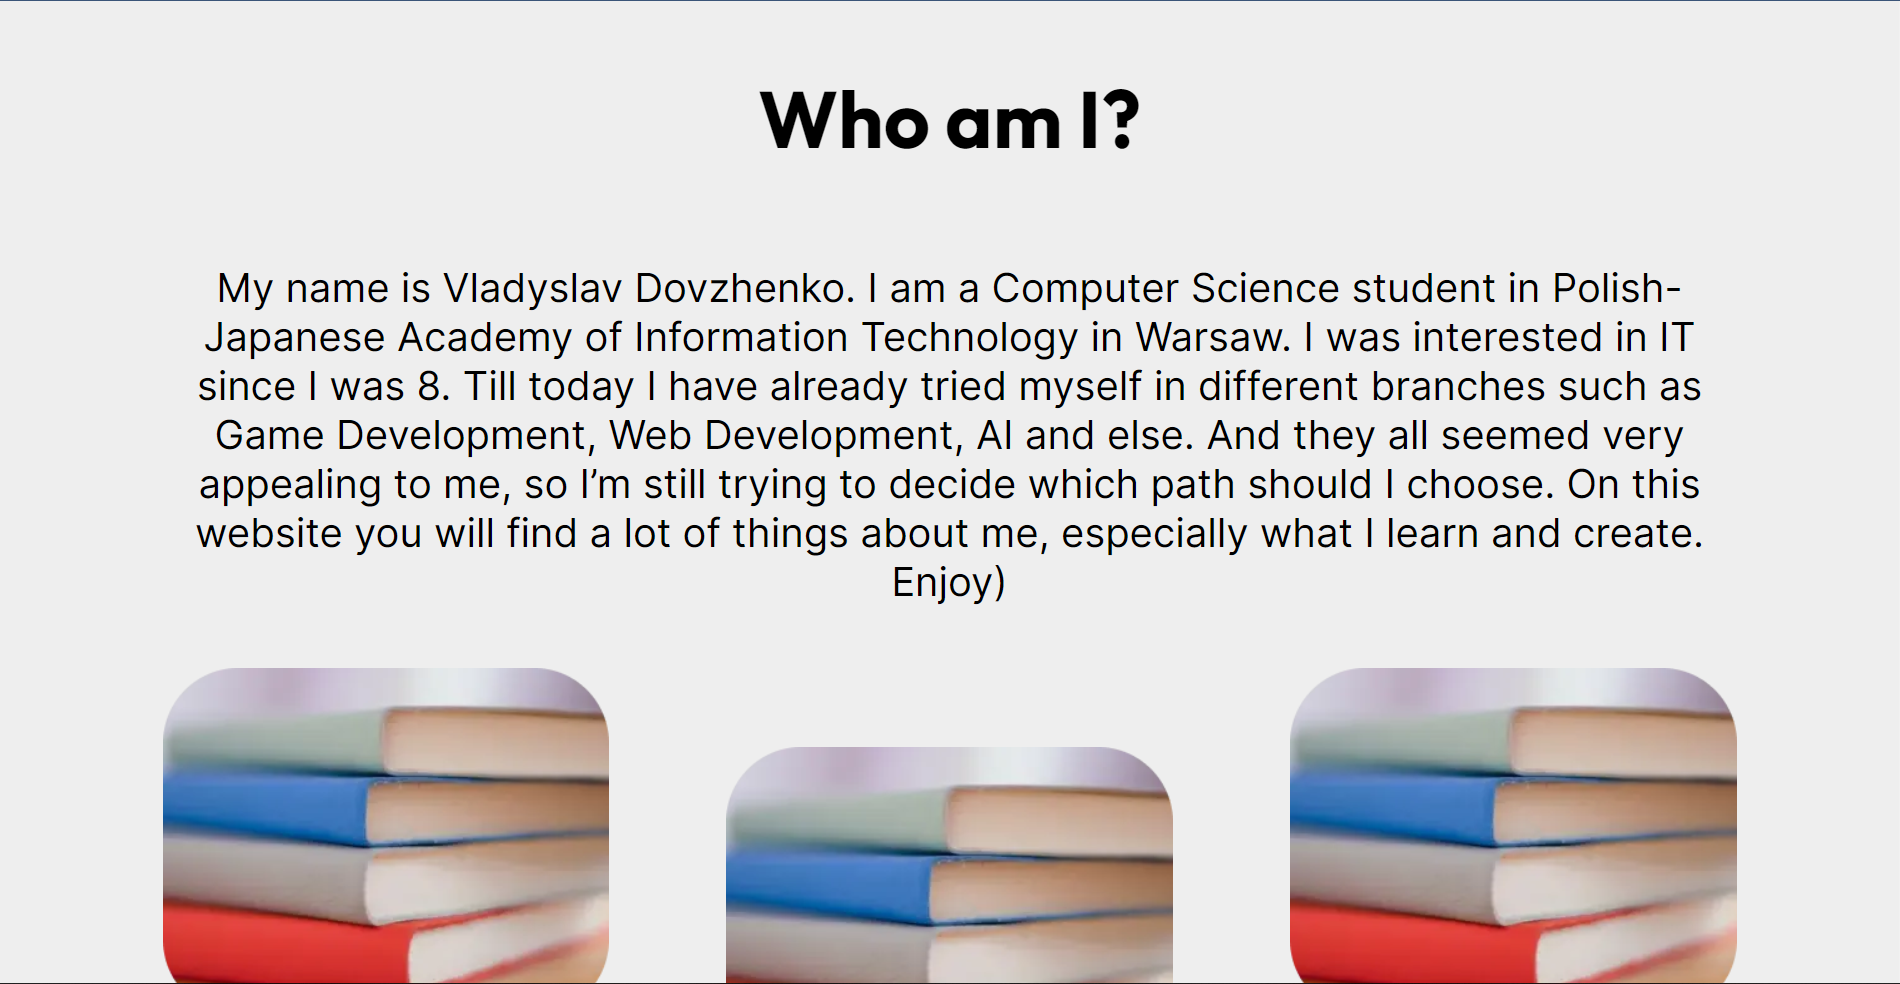 Who am I?
My name is Vladyslav Dovzhenko. I am a Computer Science student in Polish-
Japanese Academy of Information Technology in Warsaw. I was interested in IT
since I was 8. Till today I have already tried myself in different branches such as
Game Development, Web Development, AI and else. And they all seemed very
appealing to me, so I’m still trying to decide which path should I choose. On this
website you will find a lot of things about me, especially what I learn and create.
Enjoy)